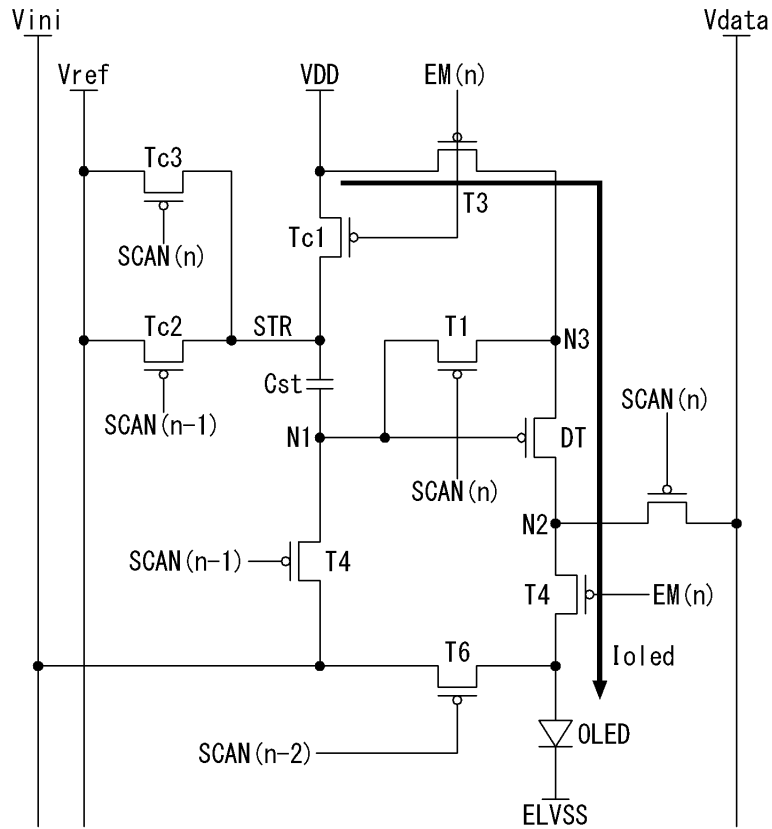 Vini
Vdata
Vref
VDD
EM(n)
Tc3
T3
Tc1
SCAN(n)
Tc2
STR
T1
N3
Cst
SCAN(n)
SCAN(n-1)
N1
DT
SCAN(n)
N2
SCAN(n-1)
T4
T4
EM(n)
T6
Ioled
SCAN(n-2)
OLED
ELVSS